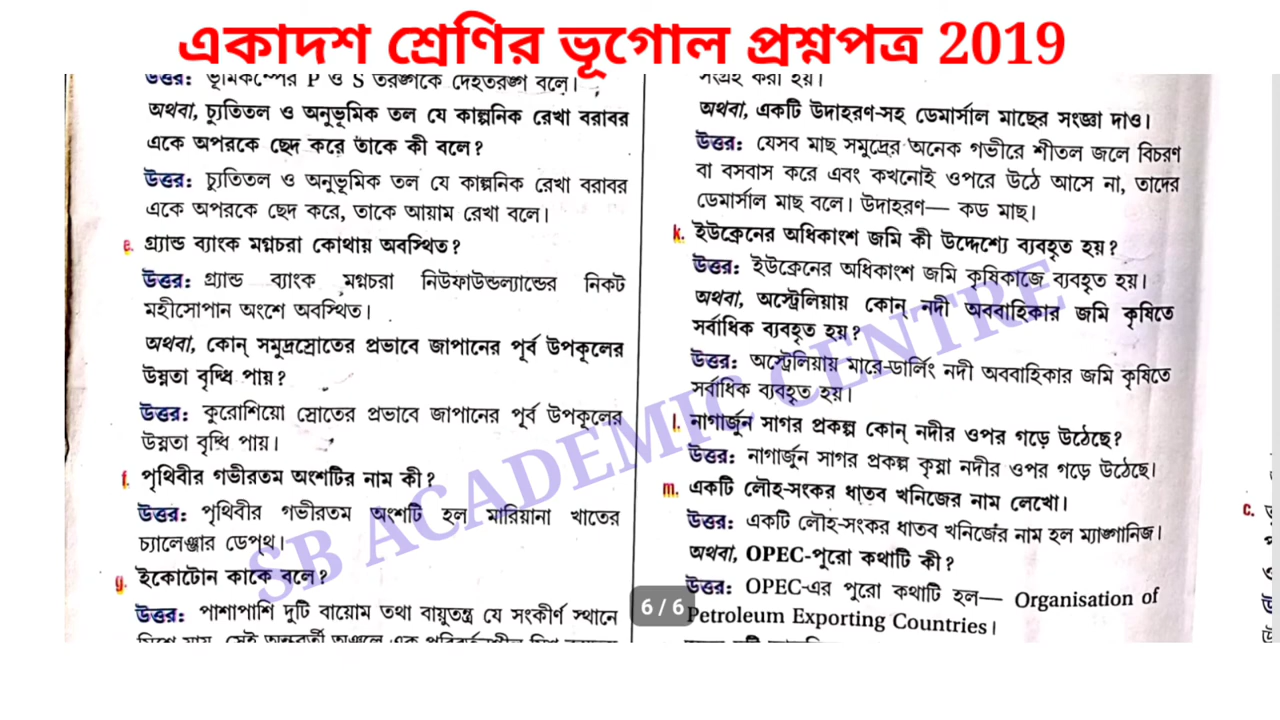 একাদশ শ্রেণির ভূগোল প্রশ্নপত্র 2019
উত্তর: ভূমিকম্পের P ও S তরঙ্গকে দেহতরঙ্গ বলে।
অথবা, চ্যুতিতল ও অনুভূমিক তল যে কাল্পনিক রেখা বরাবর
একে অপরকে ছেদ করে তাকে কী বলে?
উত্তর: চ্যুতিতল ও অনুভূমিক তল যে কাল্পনিক রেখা বরাবর
একে অপরকে ছেদ করে, তাকে আয়াম রেখা বলে।
e. গ্র্যান্ড ব্যাংক মগ্নচরা কোথায় অবস্থিত?
উত্তর: গ্র্যান্ড ব্যাংক মগ্নচরা নিউফাউন্ডল্যান্ডের নিকট
মহীসোপান অংশে অবস্থিত।
অথবা, কোন্ সমুদ্রস্রোতের প্রভাবে জাপানের পূর্ব উপকূলের
উষ্ণতা বৃদ্ধি পায়?
উত্তর: কুরোশিয়ো স্রোতের প্রভাবে জাপানের পূর্ব উপকূলের
উষ্ণতা বৃদ্ধি পায়।
f. পৃথিবীর গভীরতম অংশটির নাম কী?
উত্তর: পৃথিবীর গভীরতম অংশটি হল মারিয়ানা খাতের
চ্যালেঞ্জার ডেপ্‌থ।
g. ইকোটোন কাকে বলে?
উত্তর: পাশাপাশি দুটি বায়োম তথা বায়ুতন্ত্র যে সংকীর্ণ স্থানে
মিশে যায়, সেই অন্তর্বর্তী অঞ্চলে এক পরিবর্তনশীল মিশ্র
সংগ্রহ করা হয়।
অথবা, একটি উদাহরণ-সহ ডেমার্সাল মাছের সংজ্ঞা দাও।
উত্তর: যেসব মাছ সমুদ্রের অনেক গভীরে শীতল জলে বিচরণ
বা বসবাস করে এবং কখনোই ওপরে উঠে আসে না, তাদের
ডেমার্সাল মাছ বলে। উদাহরণ— কড মাছ।
k. ইউক্রেনের অধিকাংশ জমি কী উদ্দেশ্যে ব্যবহৃত হয়?
উত্তর: ইউক্রেনের অধিকাংশ জমি কৃষিকাজে ব্যবহৃত হয়।
অথবা, অস্ট্রেলিয়ায় কোন্ নদী অববাহিকার জমি কৃষিতে
সর্বাধিক ব্যবহৃত হয়?
উত্তর: অস্ট্রেলিয়ায় মারে-ডার্লিং নদী অববাহিকার জমি কৃষিতে
সর্বাধিক ব্যবহৃত হয়।
l. নাগার্জুন সাগর প্রকল্প কোন্ নদীর ওপর গড়ে উঠেছে?
উত্তর: নাগার্জুন সাগর প্রকল্প কৃষ্ণা নদীর ওপর গড়ে উঠেছে।
m. একটি লৌহ-সংকর ধাতব খনিজের নাম লেখো।
উত্তর: একটি লৌহ-সংকর ধাতব খনিজের নাম হল ম্যাঙ্গানিজ।
অথবা, OPEC-পুরো কথাটি কী?
উত্তর: OPEC-এর পুরো কথাটি হল— Organisation of
Petroleum Exporting Countries।
c.
6 / 6
SB ACADEMIC CENTRE